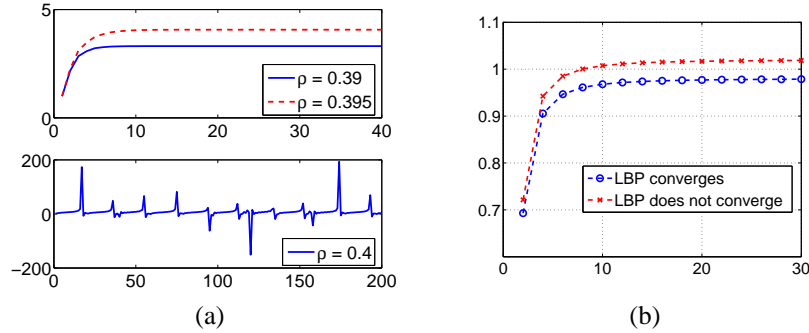 5
0
0 10 20 30 40
ρ = 0.39
ρ = 0.395
200
0
−200
0 50 100 150 200
ρ = 0.4
(a)
1.1
1
0.9
0.8
0.7
0 10 20 30
LBP converges
LBP does not converge
(b)